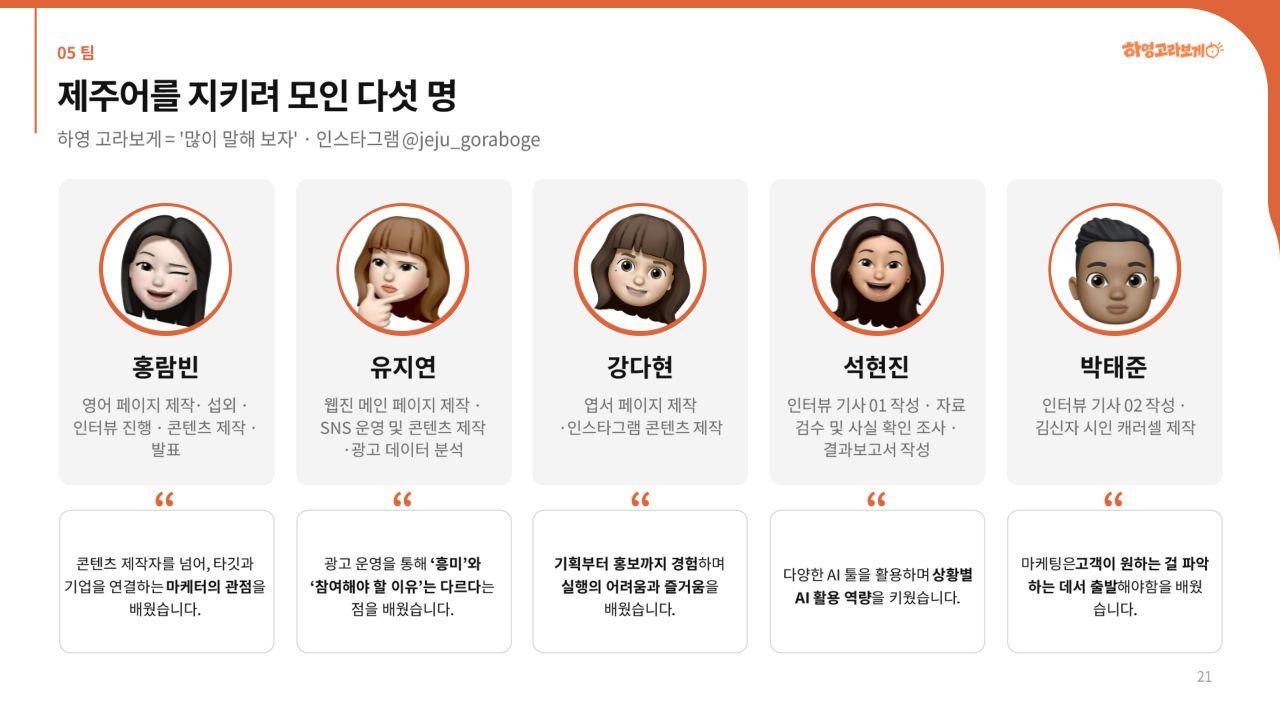 05 팀
하영고라보게
제주어를 지키려 모인 다섯 명
하영 고라보게 = '많이 말해 보자' · 인스타그램 @jeju_goraboge
홍람빈
영어 페이지 제작 · 섭외 ·
인터뷰 진행 · 콘텐츠 제작 ·
발표
“
콘텐츠 제작자를 넘어, 타깃과
기업을 연결하는 마케터의 관점을
배웠습니다.
유지연
웹진 메인 페이지 제작 ·
SNS 운영 및 콘텐츠 제작
·광고 데이터 분석
“
광고 운영을 통해 ‘흥미’와
‘참여해야 할 이유’는 다르다는
점을 배웠습니다.
강다현
엽서 페이지 제작
·인스타그램 콘텐츠 제작
“
기획부터 홍보까지 경험하며
실행의 어려움과 즐거움을
배웠습니다.
석현진
인터뷰 기사 01 작성 · 자료
검수 및 사실 확인 조사 ·
결과보고서 작성
“
다양한 AI 툴을 활용하며 상황별
AI 활용 역량을 키웠습니다.
박태준
인터뷰 기사 02 작성 ·
김신자 시인 캐러셀 제작
“
마케팅은고객이 원하는 걸 파악
하는 데서 출발해야함을 배웠
습니다.
21